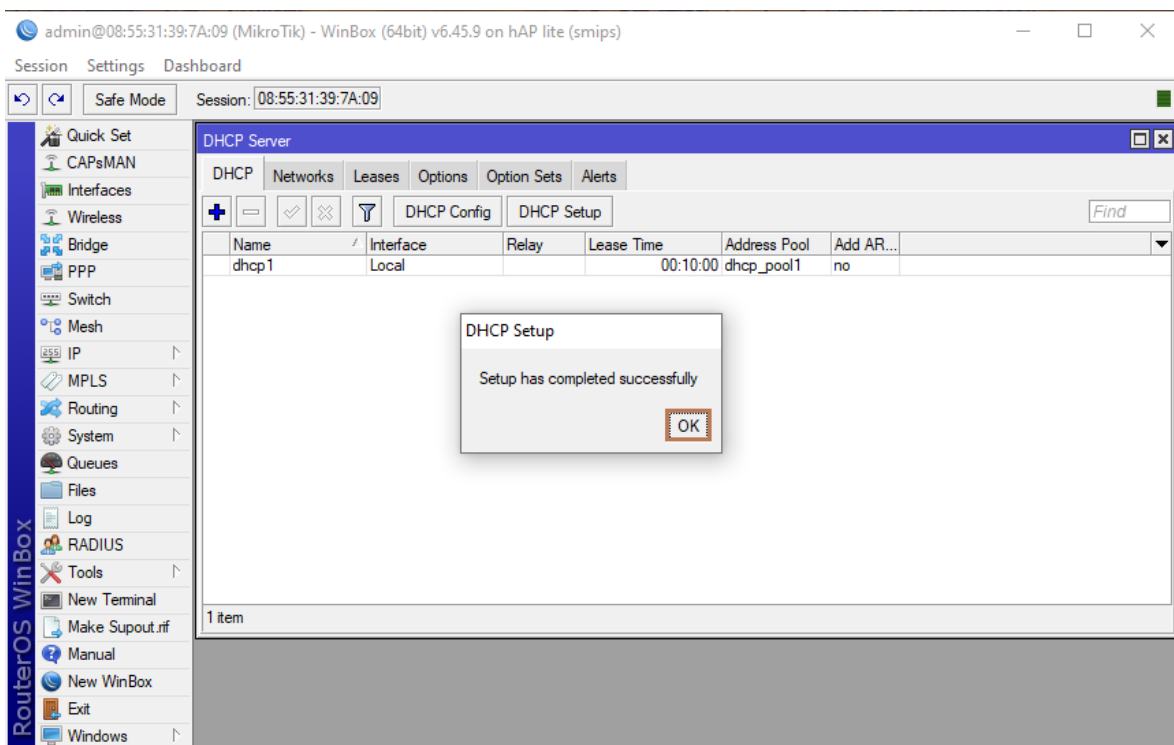 admin@08:55:31:39:7A:09 (MikroTik) - WinBox (64bit) v6.45.9 on hAP lite (smips)
Session Settings Dashboard
Safe Mode Session: 08:55:31:39:7A:09
Quick Set
CAPsMAN
Interfaces
Wireless
Bridge
PPP
Switch
Mesh
255 IP
MPLS
Routing
System
Queues
Files
Log
RADIUS
Tools
New Terminal
Make Supout.rif
Manual
New WinBox
Exit
Windows
RouterOS WinBox
DHCP Server
DHCP Networks Leases Options Option Sets Alerts
DHCP Config DHCP Setup Find
Name Interface Relay Lease Time Address Pool Add AR...
dhcp1 Local 00:10:00 dhcp_pool1 no
DHCP Setup
Setup has completed successfully
OK
1 item